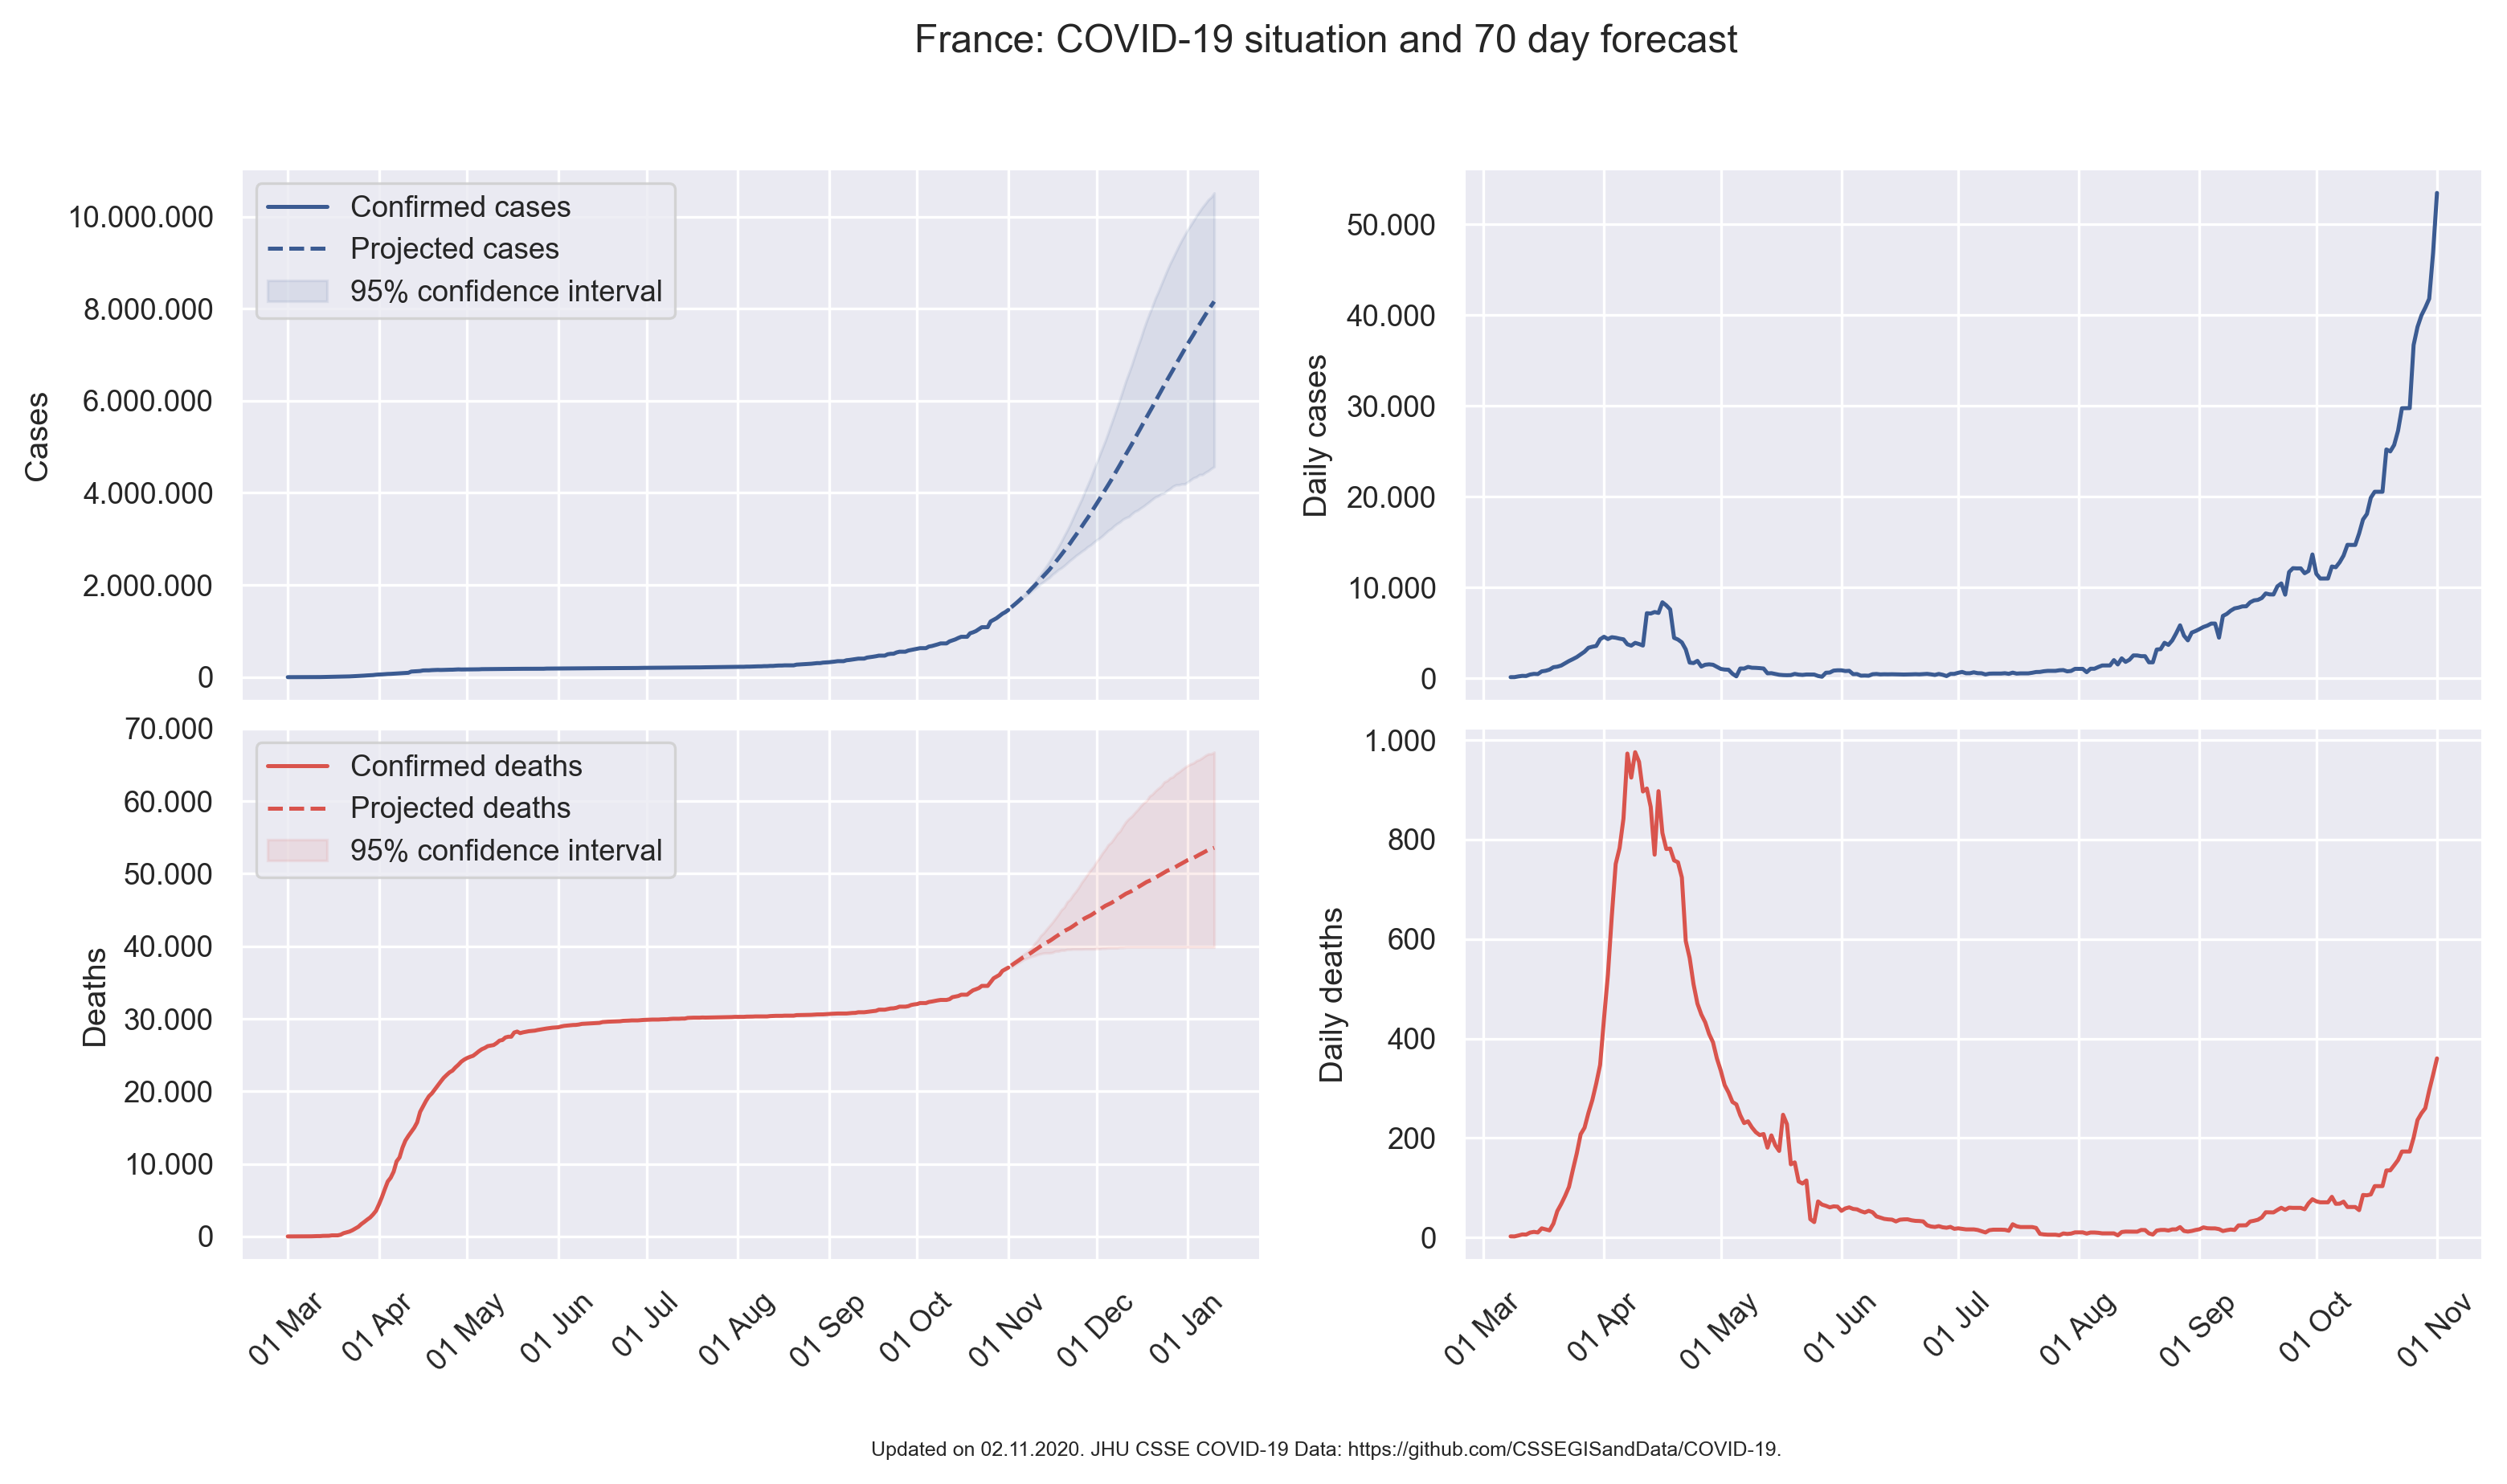 France: COVID-19 situation and 70 day forecast
Confirmed cases
Projected cases
95% confidence interval
10.000.000
8.000.000
6.000.000
4.000.000
2.000.000
0
Cases
50.000
40.000
30.000
20.000
10.000
0
Daily cases
Confirmed deaths
Projected deaths
95% confidence interval
70.000
60.000
50.000
40.000
30.000
20.000
10.000
0
Deaths
01 Mar
01 Apr
01 May
01 Jun
01 Jul
01 Aug
01 Sep
01 Oct
01 Nov
01 Dec
01 Jan
1.000
800
600
400
200
0
Daily deaths
01 Mar
01 Apr
01 May
01 Jun
01 Jul
01 Aug
01 Sep
01 Oct
01 Nov
Updated on 02.11.2020. JHU CSSE COVID-19 Data: https://github.com/CSSEGISandData/COVID-19.